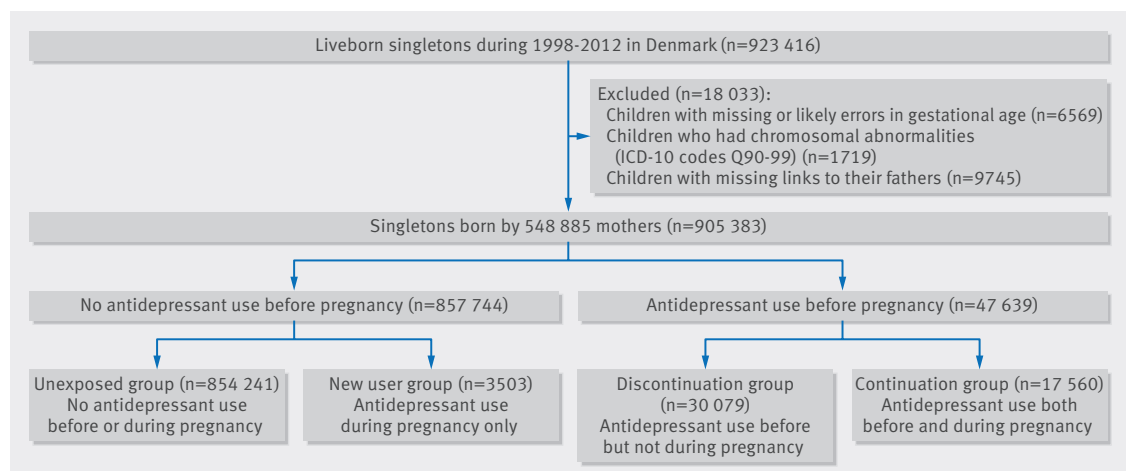 Liveborn singletons during 1998-2012 in Denmark (n=923 416)
Excluded (n=18 033):
Children with missing or likely errors in gestational age (n=6569)
Children who had chromosomal abnormalities
(ICD-10 codes Q90-99) (n=1719)
Children with missing links to their fathers (n=9745)
Singletons born by 548 885 mothers (n=905 383)
No antidepressant use before pregnancy (n=857 744)
Antidepressant use before pregnancy (n=47 639)
Unexposed group (n=854 241)
No antidepressant use
before or during pregnancy
New user group (n=3503)
Antidepressant use
during pregnancy only
Discontinuation group
(n=30 079)
Antidepressant use before
but not during pregnancy
Continuation group (n=17 560)
Antidepressant use both
before and during pregnancy